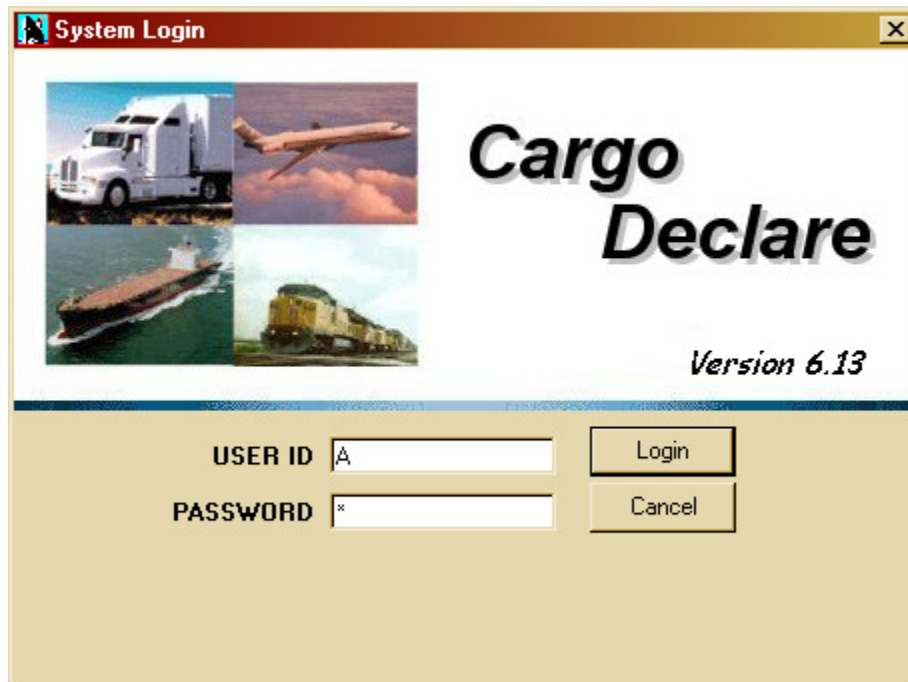 System Login
Cargo
Declare
Version 6.13
USER ID A
Login
PASSWORD *
Cancel